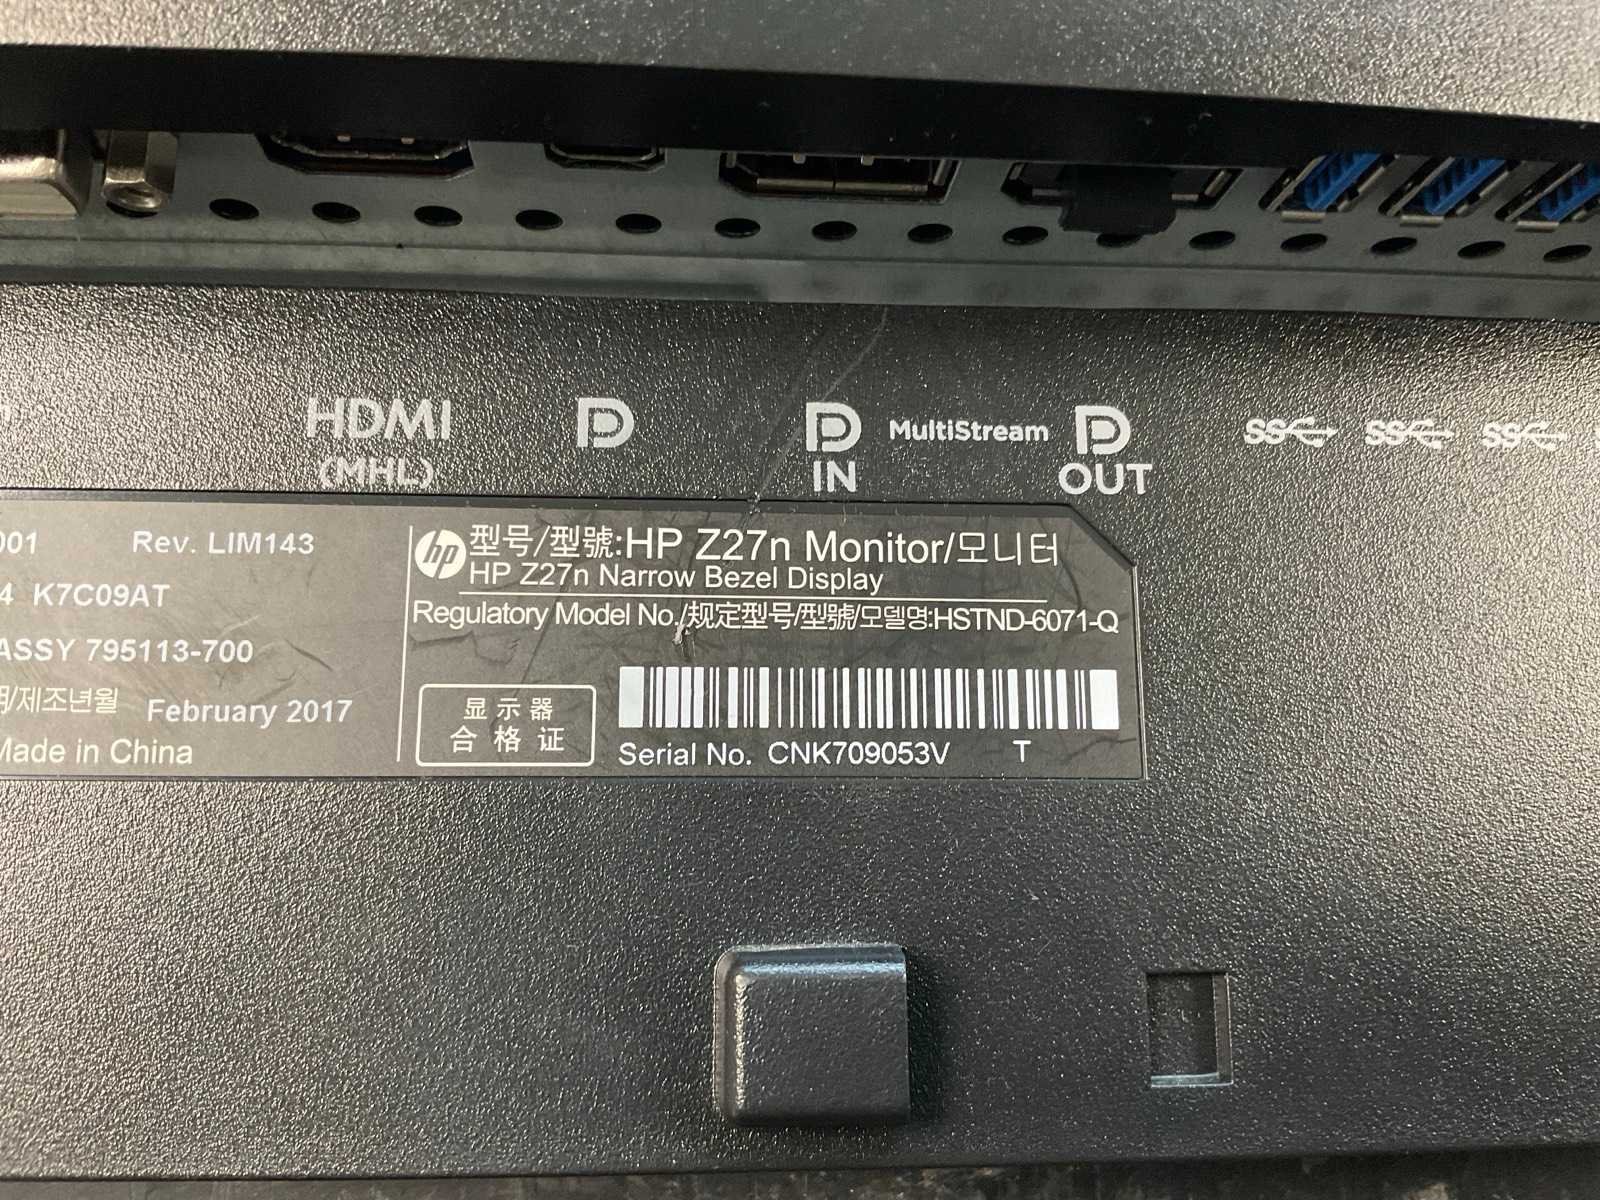 HDMI
(MHL)
IN
MultiStream
OUT
001 Rev. LIM143
4 K7C09AT
ASSY 795113-700
/제조년월 February 2017
Made in China
hp
型号/型號:HP Z27n Monitor/모니터
HP Z27n Narrow Bezel Display
Regulatory Model No./规定型号/型號/모델명:HSTND-6071-Q
显示器
合格证
Serial No. CNK709053V T